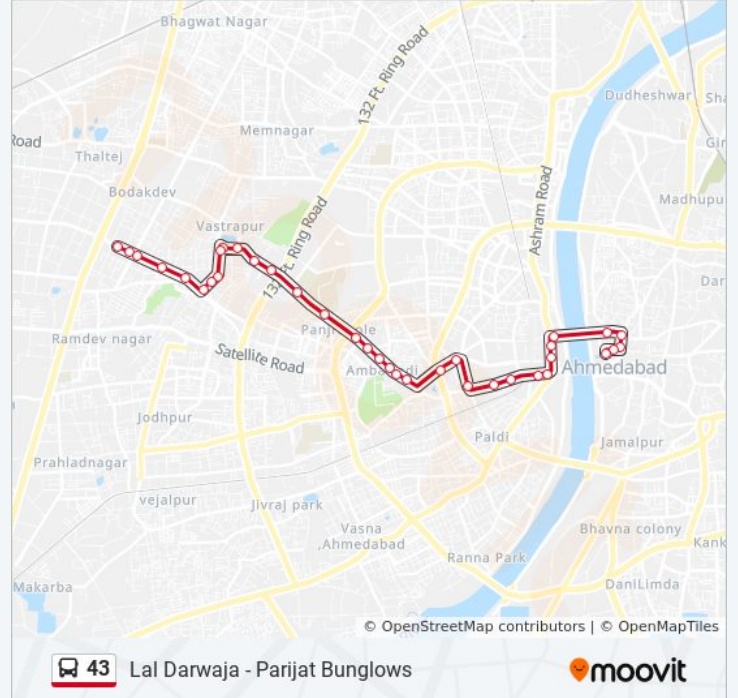 Bhagwat Nagar
132 Ft. Ring Road
Dudheshwar
Sha
Road
Memnagar
Gir
Thaltej
Bodakdev
Madhupu
Vastrapur
Ashram Road
132 Ft. Ring Road
Dar
Ramdev nagar
Satellite Road
Ahmedabad
Jodhpur
Paldi
Jamalpur
Prahladnagar
vejalpur
Jivraj park
Vasna
,Ahmedabad
Bhavna colony
Kank
Ranna Park
DaniLimda
Makarba
© OpenStreetMap contributors | © OpenMapTiles
43 Lal Darwaja - Parijat Bunglows
moovit